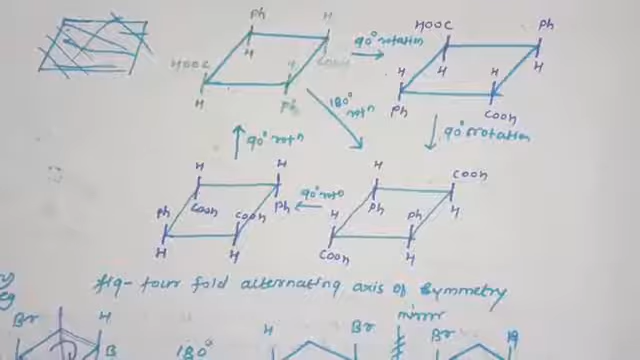 Ph H HOOC Ph
90° rotation
H H H H
HOOC COOH
H Ph Ph COOH
180° rotn
90° rotn 90° rotation
H H H COOH
90° rotn
Ph COOH COOH Ph H Ph Ph H
H H COOH H
fig - four fold alternating axis of symmetry
eg
mirror
Br H H Br Br
B 180°